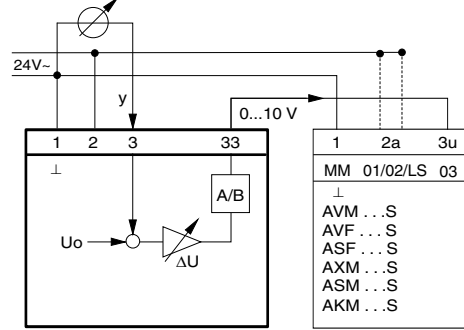 24V~
y
0...10 V
1 2 3 33
1 2a 3u
⊥
A/B
Uo
ΔU
MM 01/02/LS 03
⊥
AVM . . .S
AVF . . .S
ASF . . .S
AXM . . .S
ASM . . .S
AKM . . .S